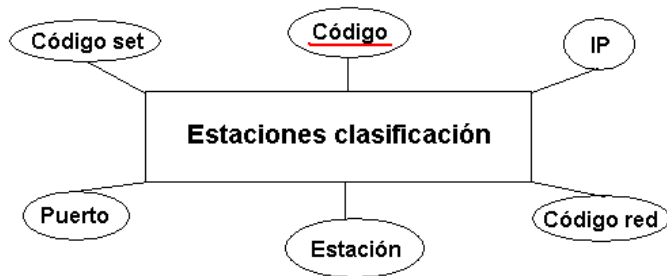 Código set
Código
IP
Estaciones clasificación
Puerto
Estación
Código red